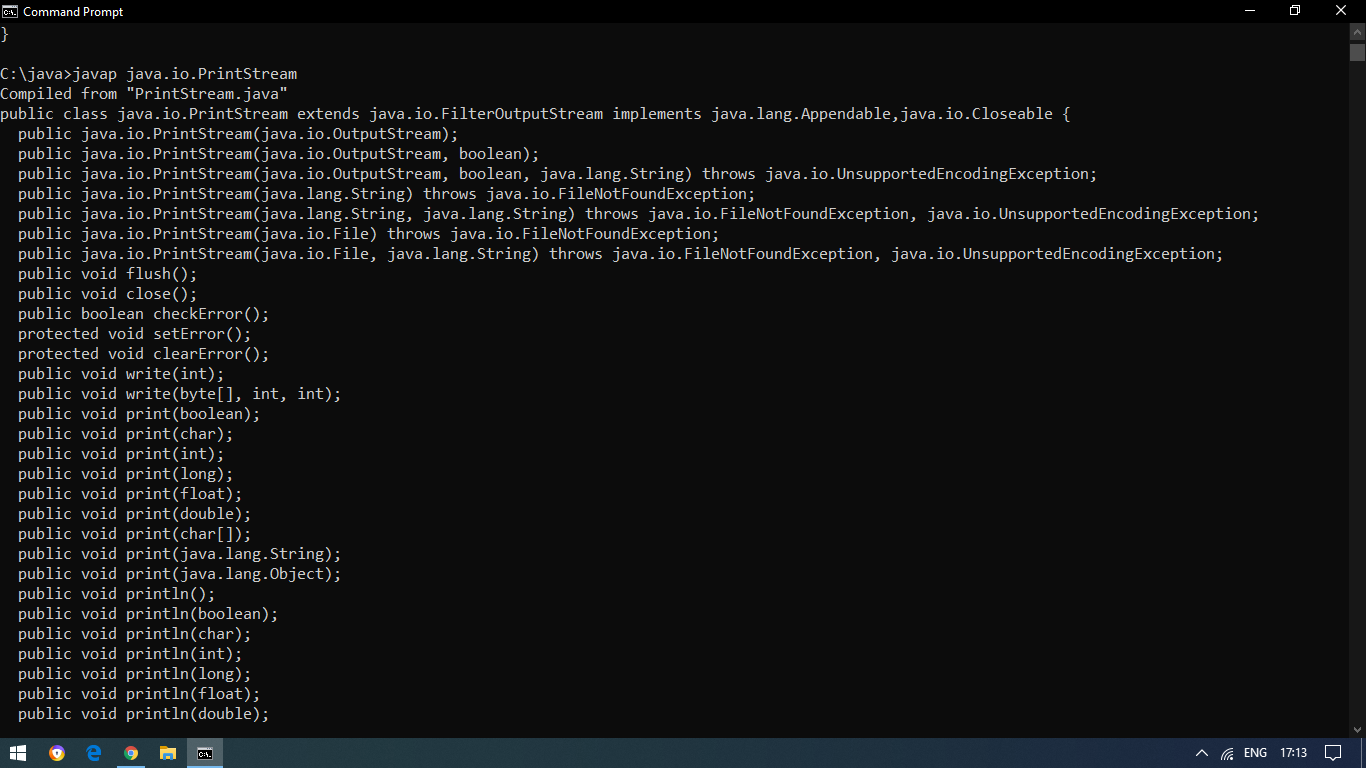 Command Prompt
}
C:\java>javap java.io.PrintStream
Compiled from "PrintStream.java"
public class java.io.PrintStream extends java.io.FilterOutputStream implements java.lang.Appendable,java.io.Closeable {
  public java.io.PrintStream(java.io.OutputStream);
  public java.io.PrintStream(java.io.OutputStream, boolean);
  public java.io.PrintStream(java.io.OutputStream, boolean, java.lang.String) throws java.io.UnsupportedEncodingException;
  public java.io.PrintStream(java.lang.String) throws java.io.FileNotFoundException;
  public java.io.PrintStream(java.lang.String, java.lang.String) throws java.io.FileNotFoundException, java.io.UnsupportedEncodingException;
  public java.io.PrintStream(java.io.File) throws java.io.FileNotFoundException;
  public java.io.PrintStream(java.io.File, java.lang.String) throws java.io.FileNotFoundException, java.io.UnsupportedEncodingException;
  public void flush();
  public void close();
  public boolean checkError();
  protected void setError();
  protected void clearError();
  public void write(int);
  public void write(byte[], int, int);
  public void print(boolean);
  public void print(char);
  public void print(int);
  public void print(long);
  public void print(float);
  public void print(double);
  public void print(char[]);
  public void print(java.lang.String);
  public void print(java.lang.Object);
  public void println();
  public void println(boolean);
  public void println(char);
  public void println(int);
  public void println(long);
  public void println(float);
  public void println(double);
ENG 17:13